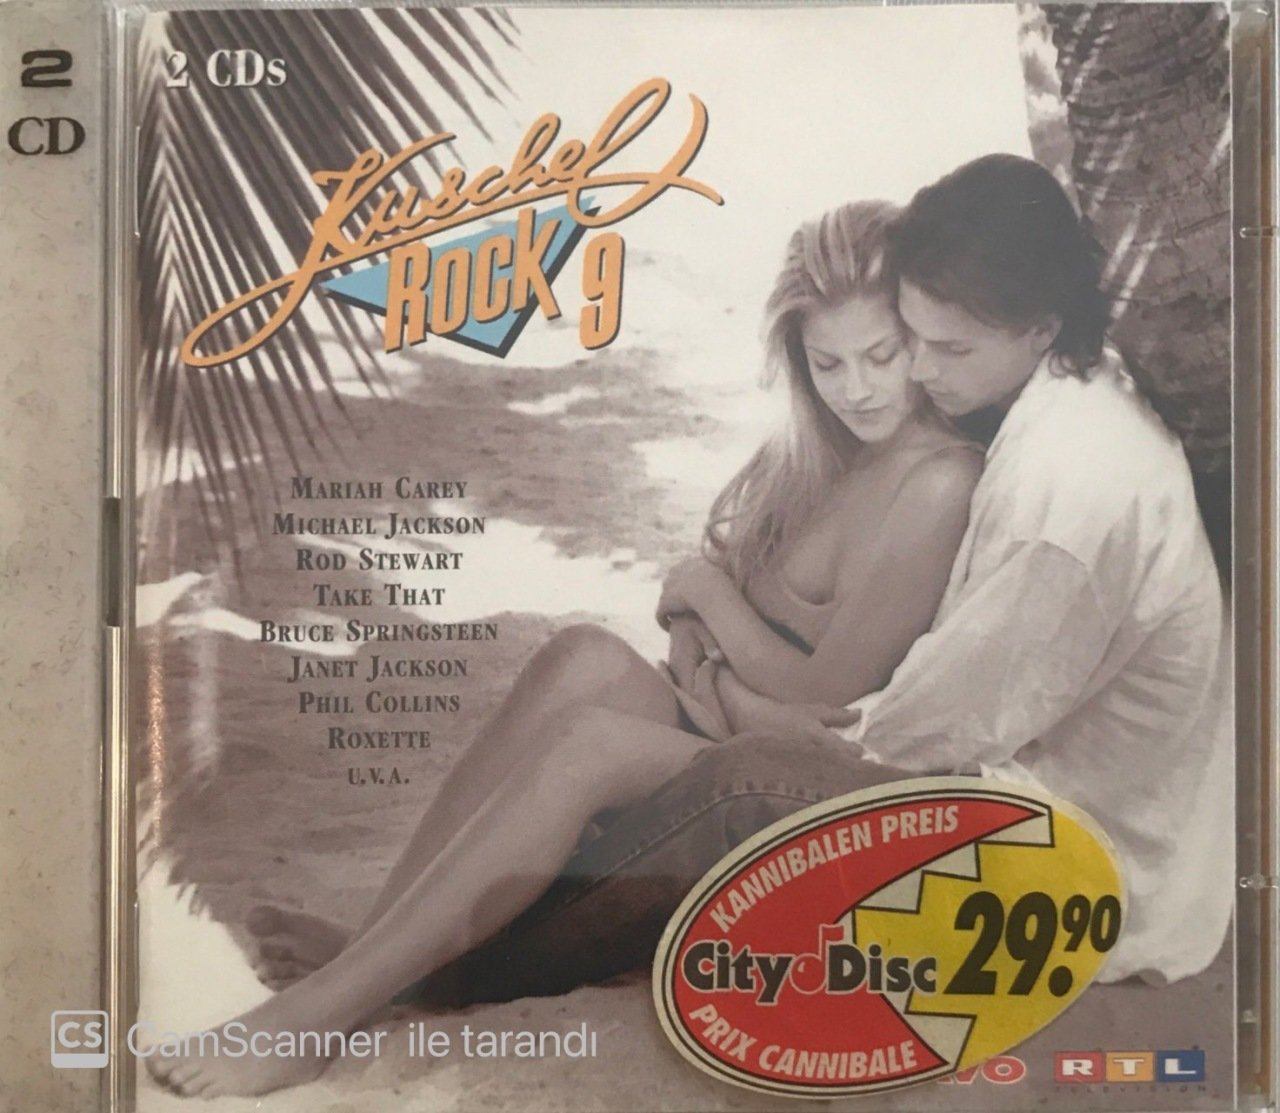 2
CD
2 CDs
Kuschel
ROCK 9
MARIAH CAREY
MICHAEL JACKSON
ROD STEWART
TAKE THAT
BRUCE SPRINGSTEEN
JANET JACKSON
PHIL COLLINS
ROXETTE
U.V.A.
KANNIBALEN PREIS
City Disc 29.90
PRIX CANNIBALE
RTL
TELEVISION
CS CamScanner ile tarandı